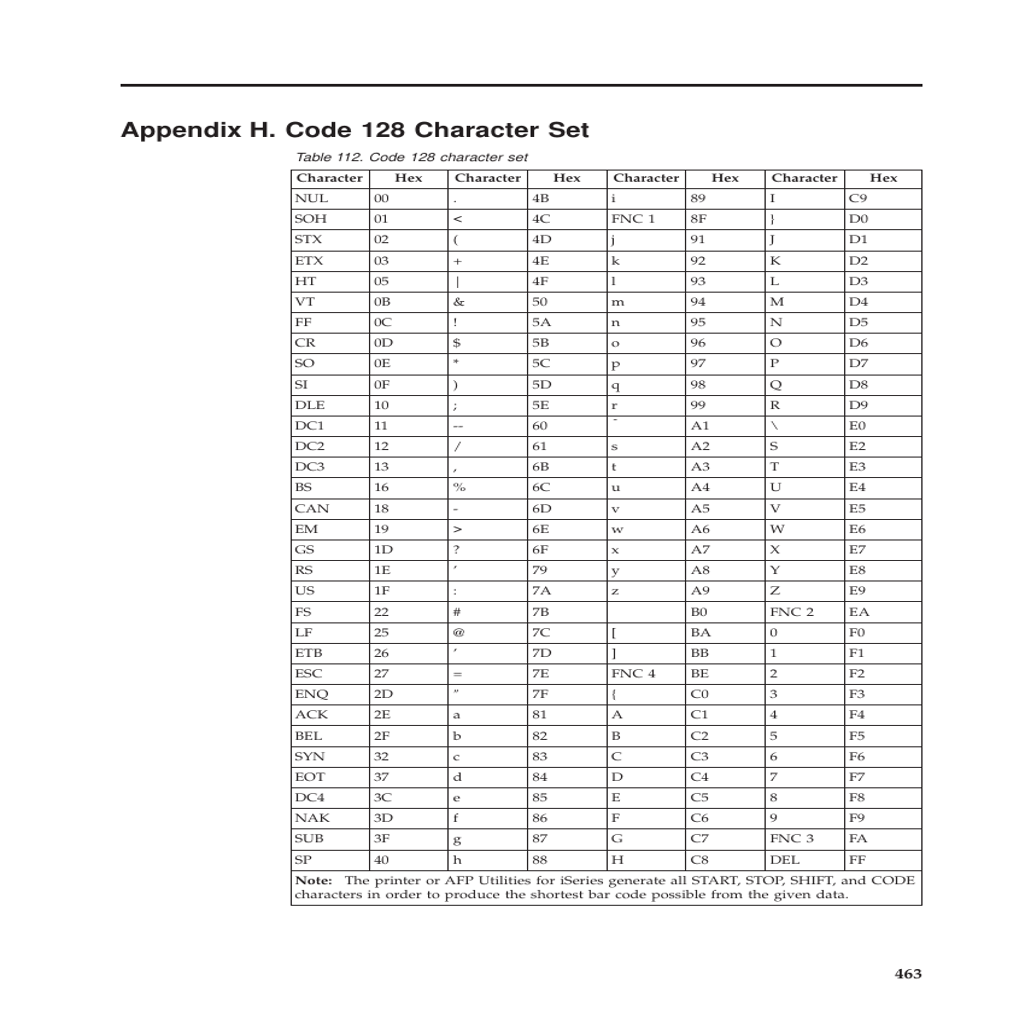 Appendix H. Code 128 Character Set
Table 112. Code 128 character set
Character Hex Character Hex Character Hex Character Hex
NUL 00 . 4B i 89 I C9
SOH 01 < 4C FNC 1 8F } D0
STX 02 ( 4D j 91 J D1
ETX 03 + 4E k 92 K D2
HT 05 | 4F l 93 L D3
VT 0B & 50 m 94 M D4
FF 0C ! 5A n 95 N D5
CR 0D $ 5B o 96 O D6
SO 0E * 5C p 97 P D7
SI 0F ) 5D q 98 Q D8
DLE 10 ; 5E r 99 R D9
DC1 11 -- 60 ˜ A1 \ E0
DC2 12 / 61 s A2 S E2
DC3 13 , 6B t A3 T E3
BS 16 % 6C u A4 U E4
CAN 18 - 6D v A5 V E5
EM 19 > 6E w A6 W E6
GS 1D ? 6F x A7 X E7
RS 1E ′ 79 y A8 Y E8
US 1F : 7A z A9 Z E9
FS 22 # 7B B0 FNC 2 EA
LF 25 @ 7C [ BA 0 F0
ETB 26 ′ 7D ] BB 1 F1
ESC 27 = 7E FNC 4 BE 2 F2
ENQ 2D ″ 7F { C0 3 F3
ACK 2E a 81 A C1 4 F4
BEL 2F b 82 B C2 5 F5
SYN 32 c 83 C C3 6 F6
EOT 37 d 84 D C4 7 F7
DC4 3C e 85 E C5 8 F8
NAK 3D f 86 F C6 9 F9
SUB 3F g 87 G C7 FNC 3 FA
SP 40 h 88 H C8 DEL FF
Note: The printer or AFP Utilities for iSeries generate all START, STOP, SHIFT, and CODE
characters in order to produce the shortest bar code possible from the given data.
463